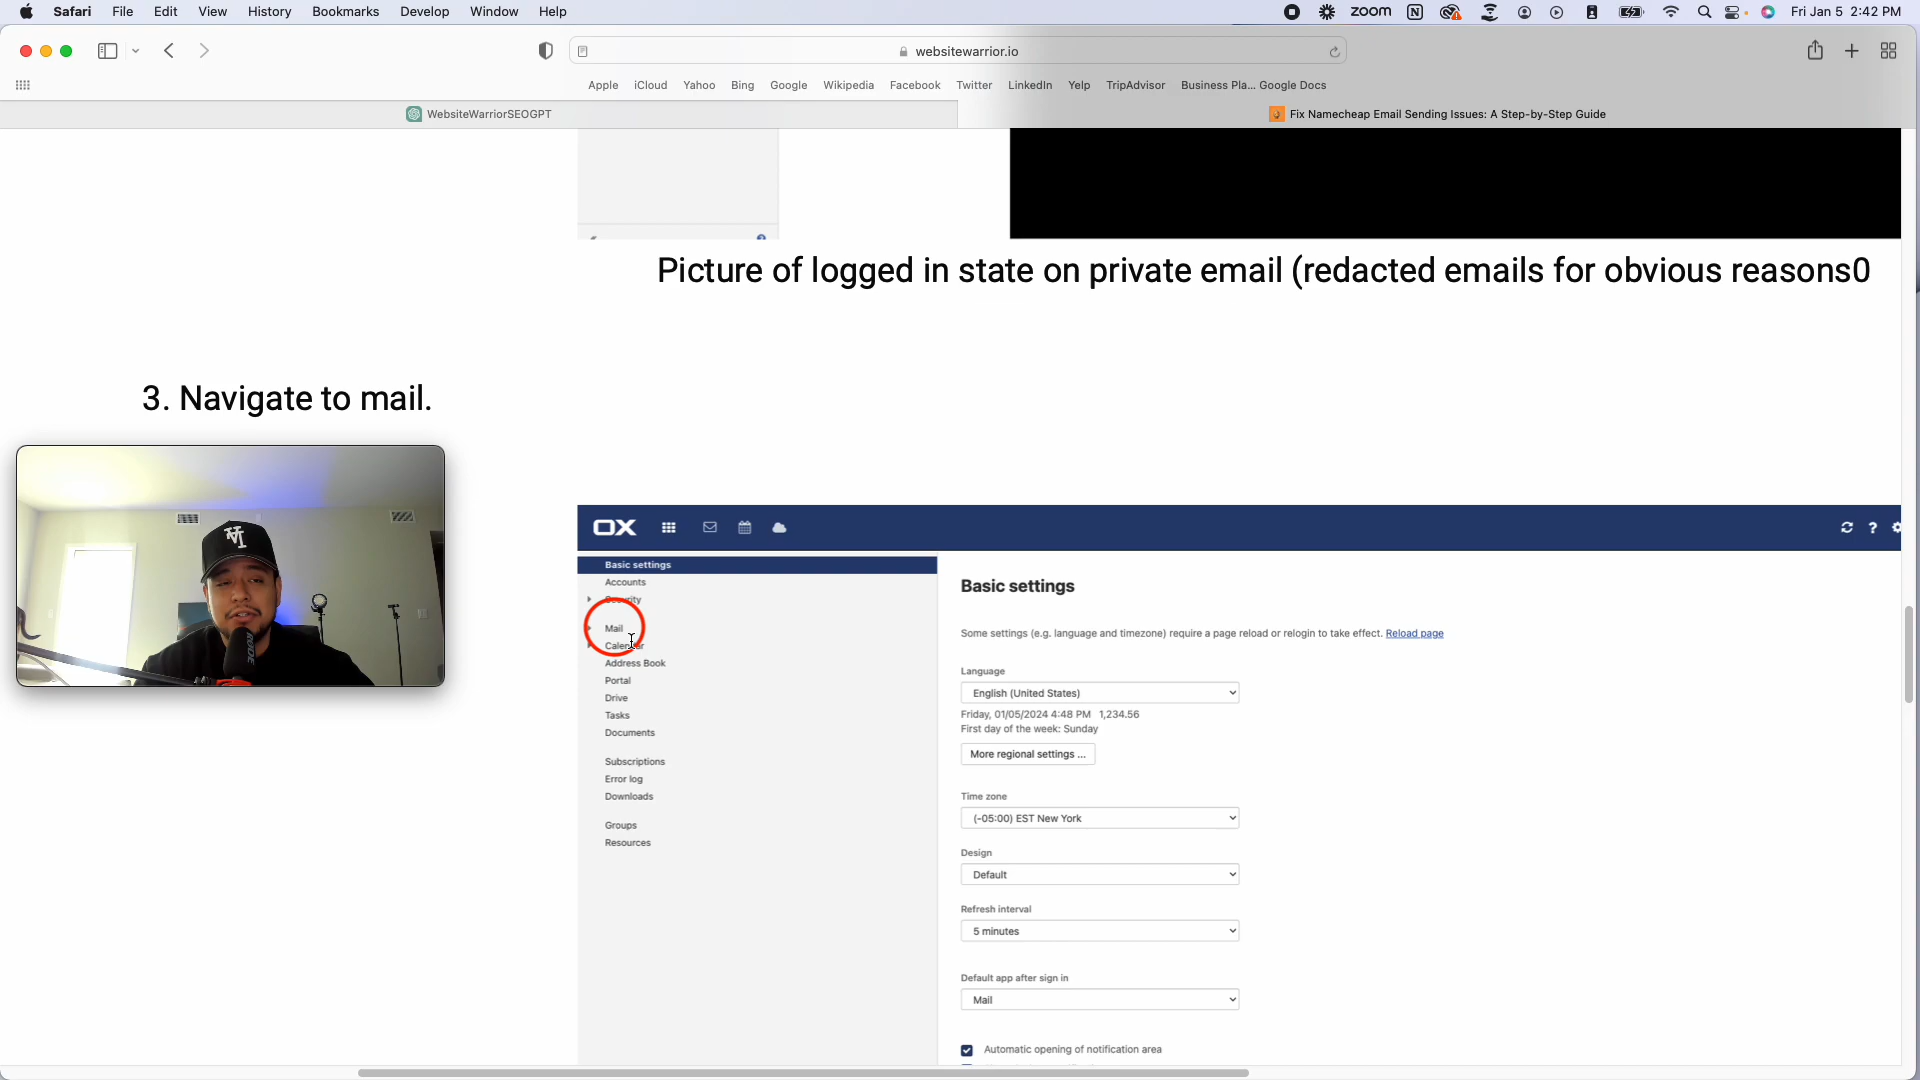 Safari File Edit View History Bookmarks Develop Window Help
zoom Fri Jan 5 2:42 PM
websitewarrior.io
Apple iCloud Yahoo Bing Google Wikipedia Facebook Twitter LinkedIn Yelp TripAdvisor Business Pla... Google Docs
WebsiteWarriorSEOGPT
Fix Namecheap Email Sending Issues: A Step-by-Step Guide
Picture of logged in state on private email (redacted emails for obvious reasons0
3. Navigate to mail.
OX
Basic settings
Accounts
Security
Mail
Calendar
Address Book
Portal
Drive
Tasks
Documents
Subscriptions
Error log
Downloads
Groups
Resources
Basic settings
Some settings (e.g. language and timezone) require a page reload or relogin to take effect. Reload page
Language
English (United States)
Friday, 01/05/2024 4:48 PM 1,234.56
First day of the week: Sunday
More regional settings ...
Time zone
(-05:00) EST New York
Design
Default
Refresh interval
5 minutes
Default app after sign in
Mail
Automatic opening of notification area
RODE